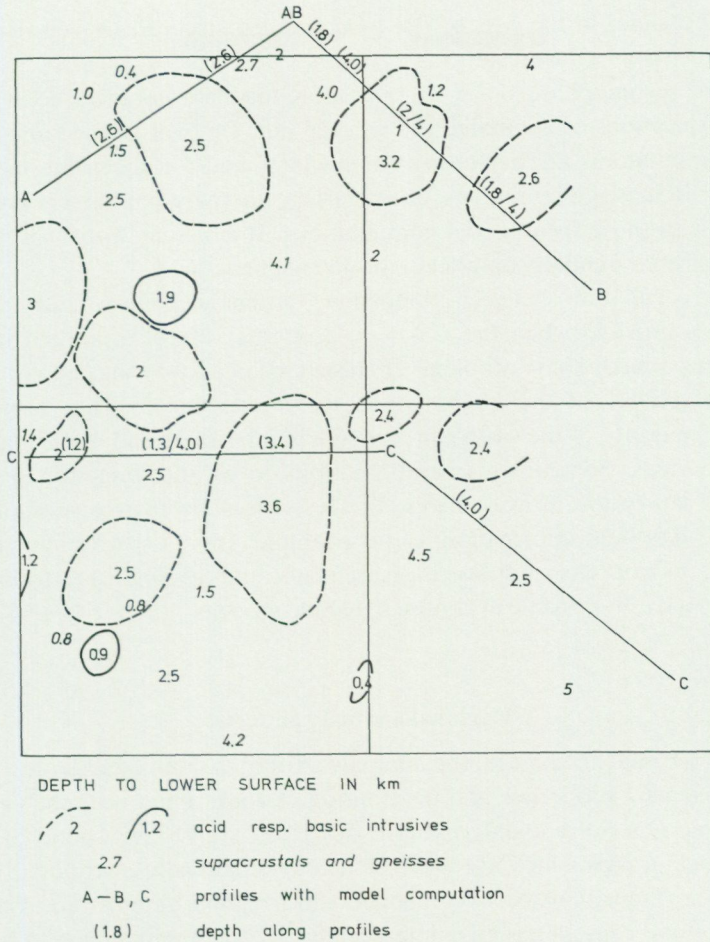 AB
(2.6) (1.8) (4.0)
0.4 2.7 2 4
1.0 4.0 1.2
(2.6) 1.5 2.5 1 (2/4)
3.2
A 2.5 (1.8/4) 2.6
4.1 2
3 1.9 B
2
2.4
1.4 (1.2) (1.3/4.0) (3.4) 2.4
C 2 2.5 C
3.6 (4.0)
1.2 4.5
2.5 1.5 2.5
0.8
0.8 0.9
2.5 0.4 5 C
4.2
DEPTH TO LOWER SURFACE IN km
2 1.2 acid resp. basic intrusives
2.7 supracrustals and gneisses
A–B, C profiles with model computation
(1.8) depth along profiles